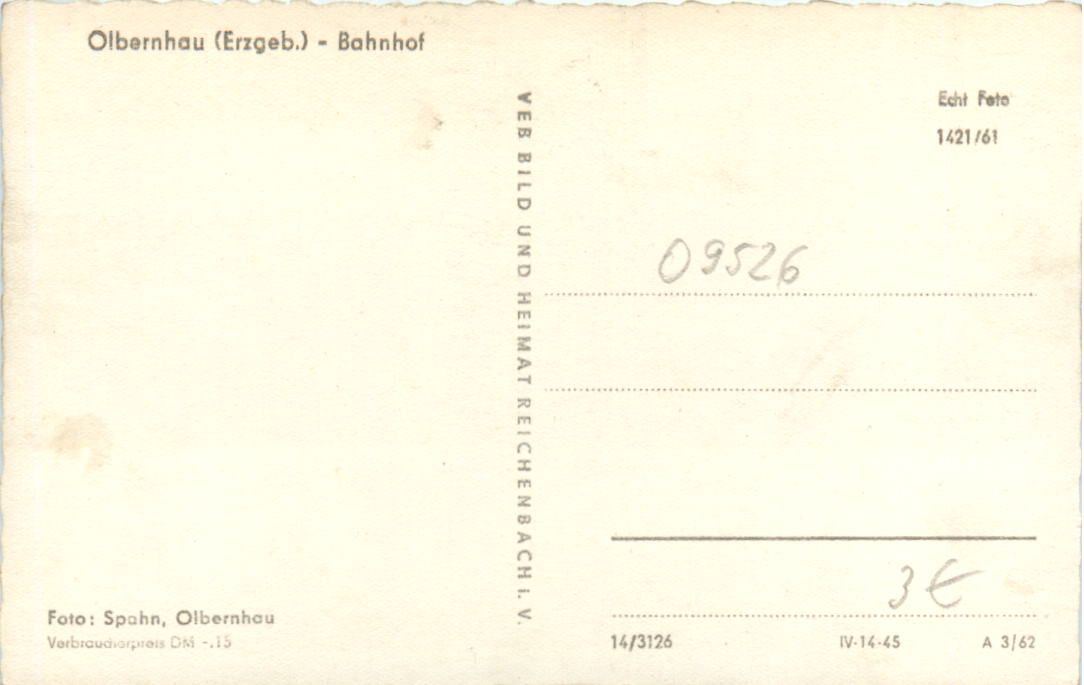 Olbernhau (Erzgeb.) - Bahnhof
VEB BILD UND HEIMAT REICHENBACH i. V.
Echt Foto
1421/61
09526
3 €
Foto: Spahn, Olbernhau
Verbraucherpreis DM -.15
14/3126
IV-14-45
A 3/62